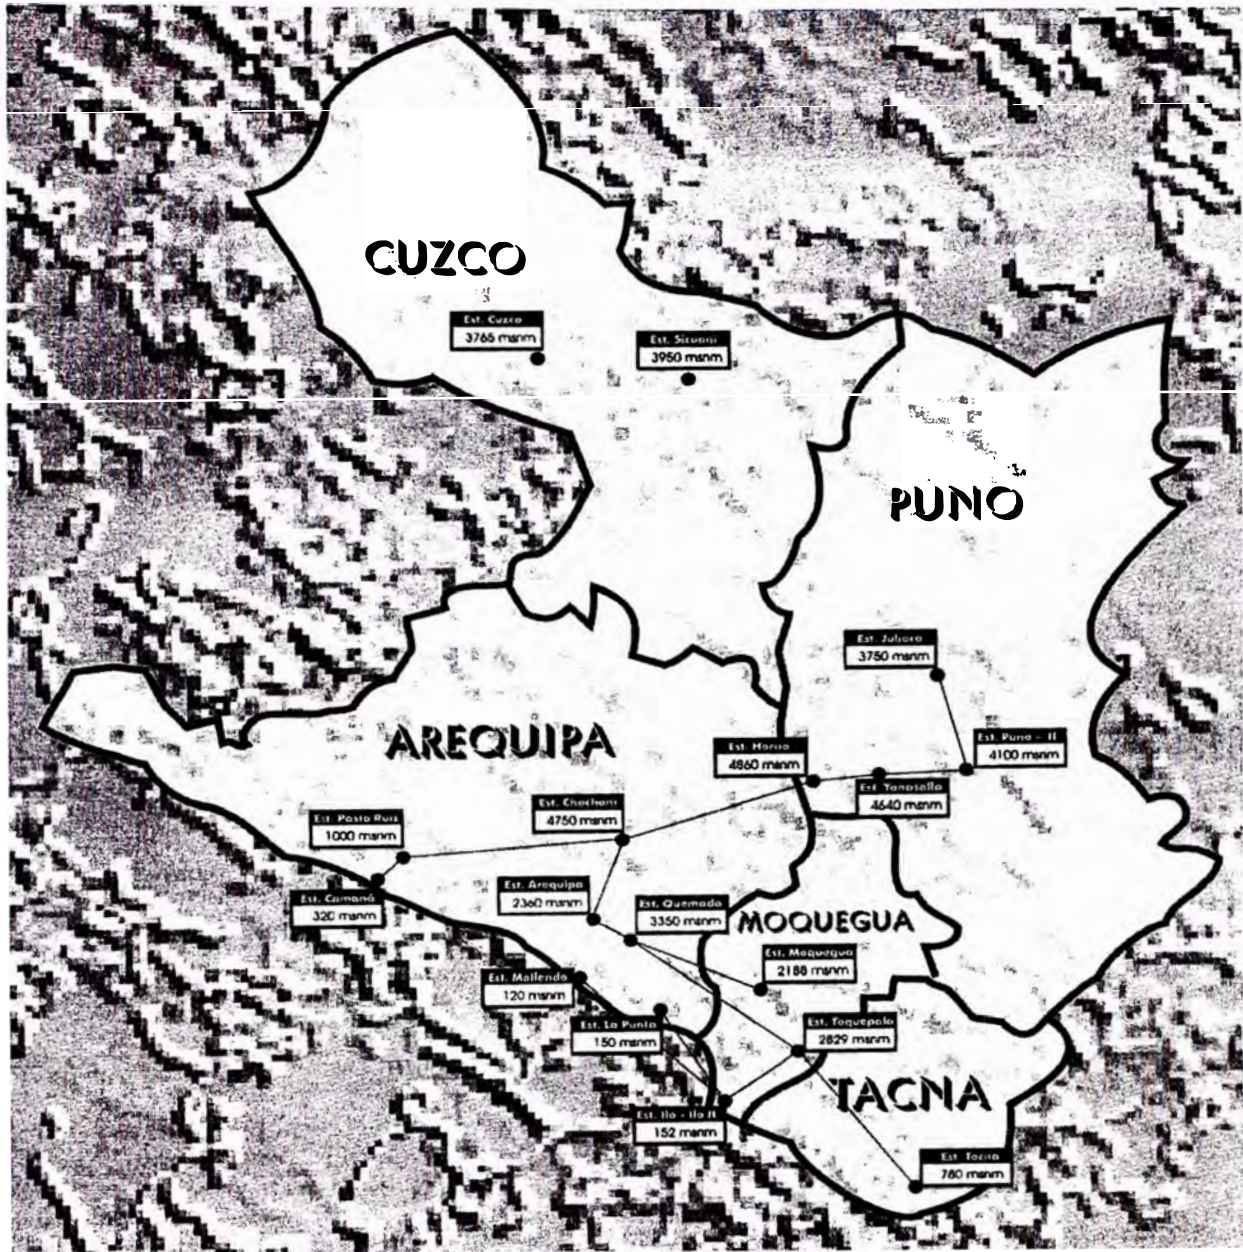 CUZCO
Est. Cuzco
3765 msnm
Est. Sicuani
3950 msnm
PUNO
Est. Juliaca
3750 msnm
AREQUIPA
Est. Puno - II
4100 msnm
Est.
4860 msnm
Est.
4640 msnm
Est. Chachani
4750 msnm
Est. Pasto Ruiz
1000 msnm
Est. Camaná
320 msnm
Est. Arequipa
2360 msnm
Est. Quemado
3350 msnm
MOQUEGUA
Est. Moquegua
2188 msnm
Est. Mollendo
120 msnm
Est. La Punta
150 msnm
Est. Toquepala
2829 msnm
TACNA
Est. Ilo - Ilo II
152 msnm
Est. Tacna
780 msnm